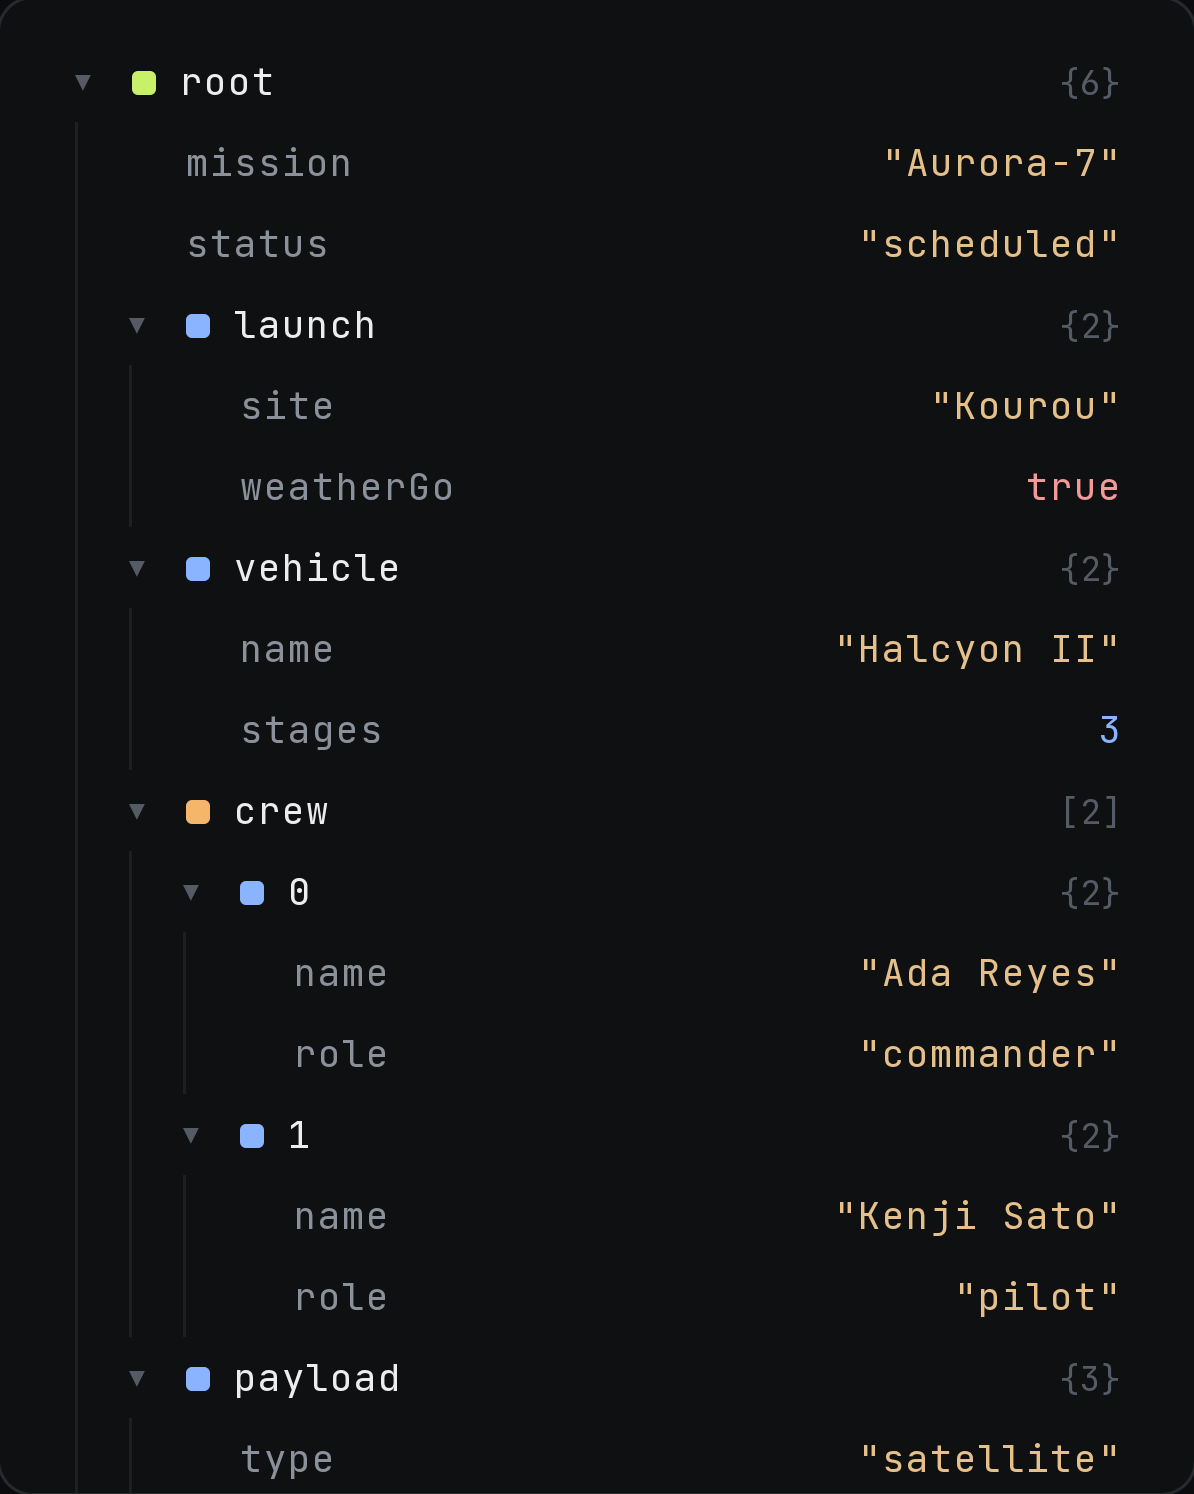 root {6}
mission "Aurora-7"
status "scheduled"
launch {2}
site "Kourou"
weatherGo true
vehicle {2}
name "Halcyon II"
stages 3
crew [2]
0 {2}
name "Ada Reyes"
role "commander"
1 {2}
name "Kenji Sato"
role "pilot"
payload {3}
type "satellite"